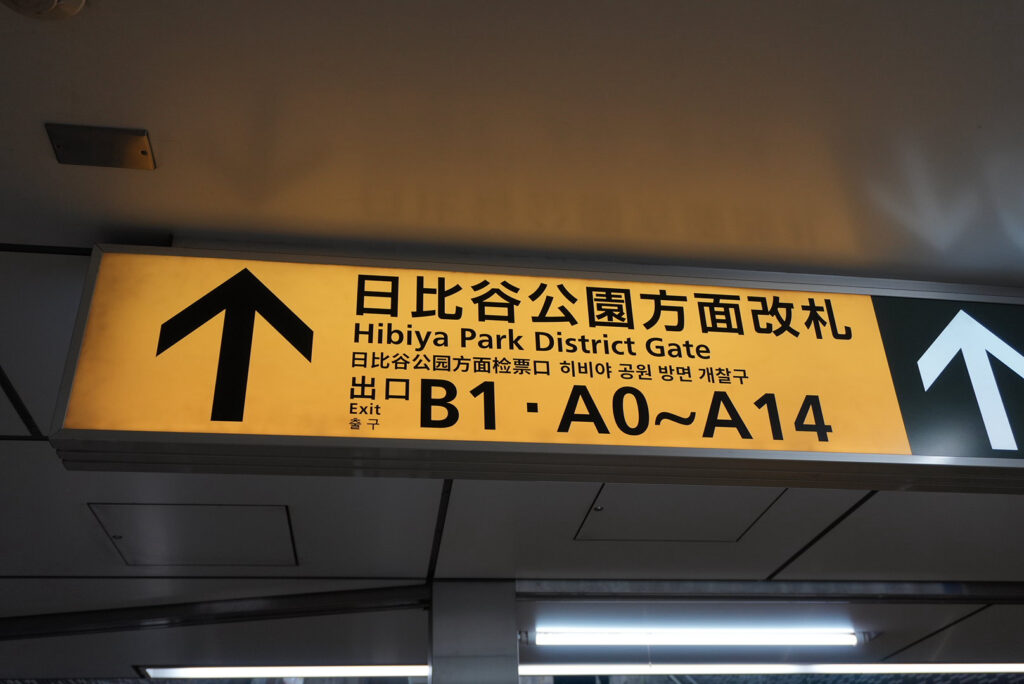 日比谷公園方面改札
Hibiya Park District Gate
日比谷公园方面检票口 히비야 공원 방면 개찰구
出口
Exit
출구
B1・A0~A14